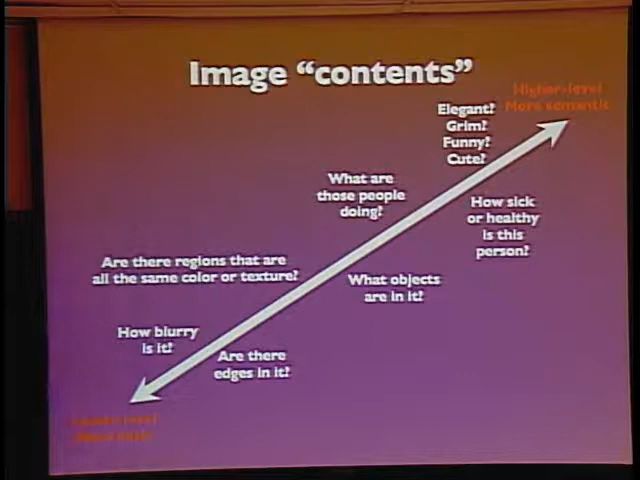 Image “contents”
Higher-level
More semantic
Elegant?
Grim?
Funny?
Cute?
What are
those people
doing?
How sick
or healthy
is this
person?
Are there regions that are
all the same color or texture?
What objects
are in it?
How blurry
is it?
Are there
edges in it?